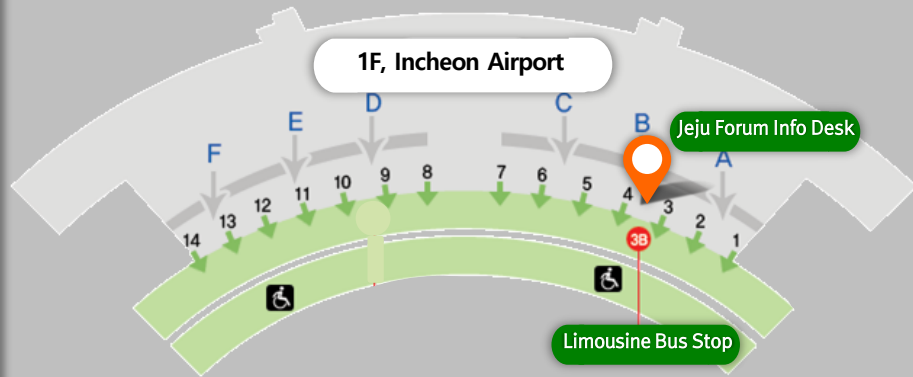 1F, Incheon Airport
F
E
D
C
B
A
Jeju Forum Info Desk
14
13
12
11
10
9
8
7
6
5
4
3
2
1
3B
Limousine Bus Stop